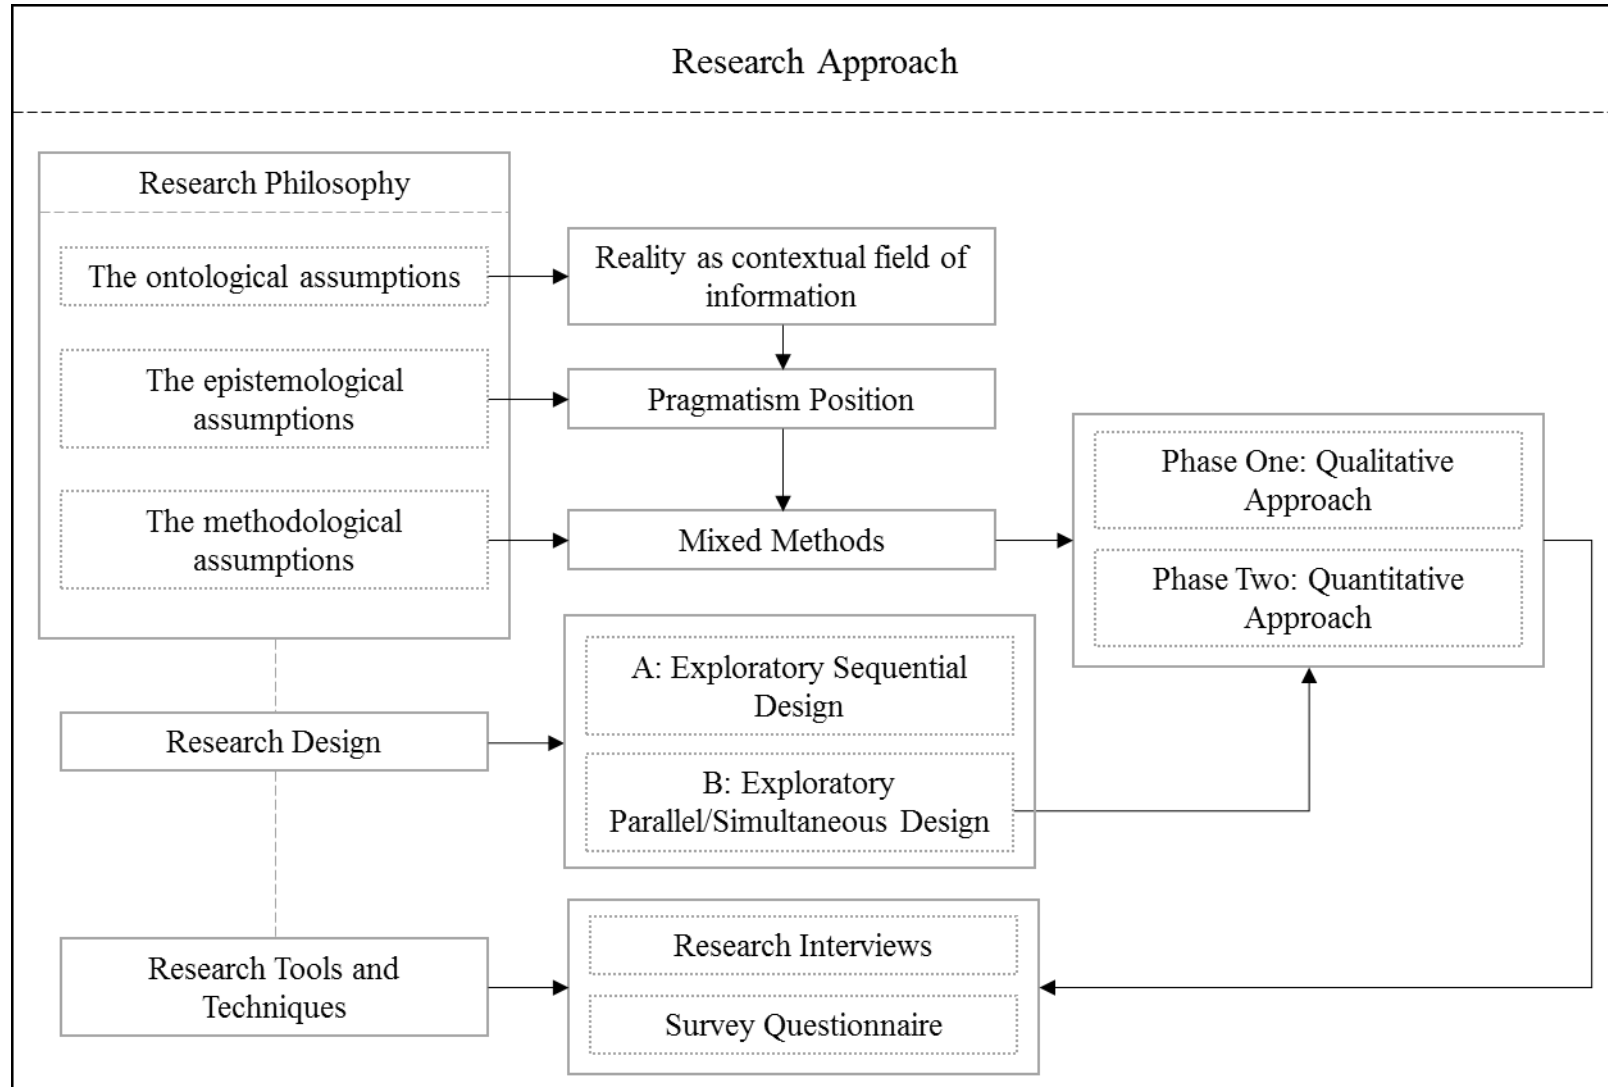 Research Approach
Research Philosophy
The ontological assumptions
Reality as contextual field of
information
The epistemological
assumptions
Pragmatism Position
The methodological
assumptions
Mixed Methods
Phase One: Qualitative
Approach
Phase Two: Quantitative
Approach
Research Design
A: Exploratory Sequential
Design
B: Exploratory
Parallel/Simultaneous Design
Research Tools and
Techniques
Research Interviews
Survey Questionnaire